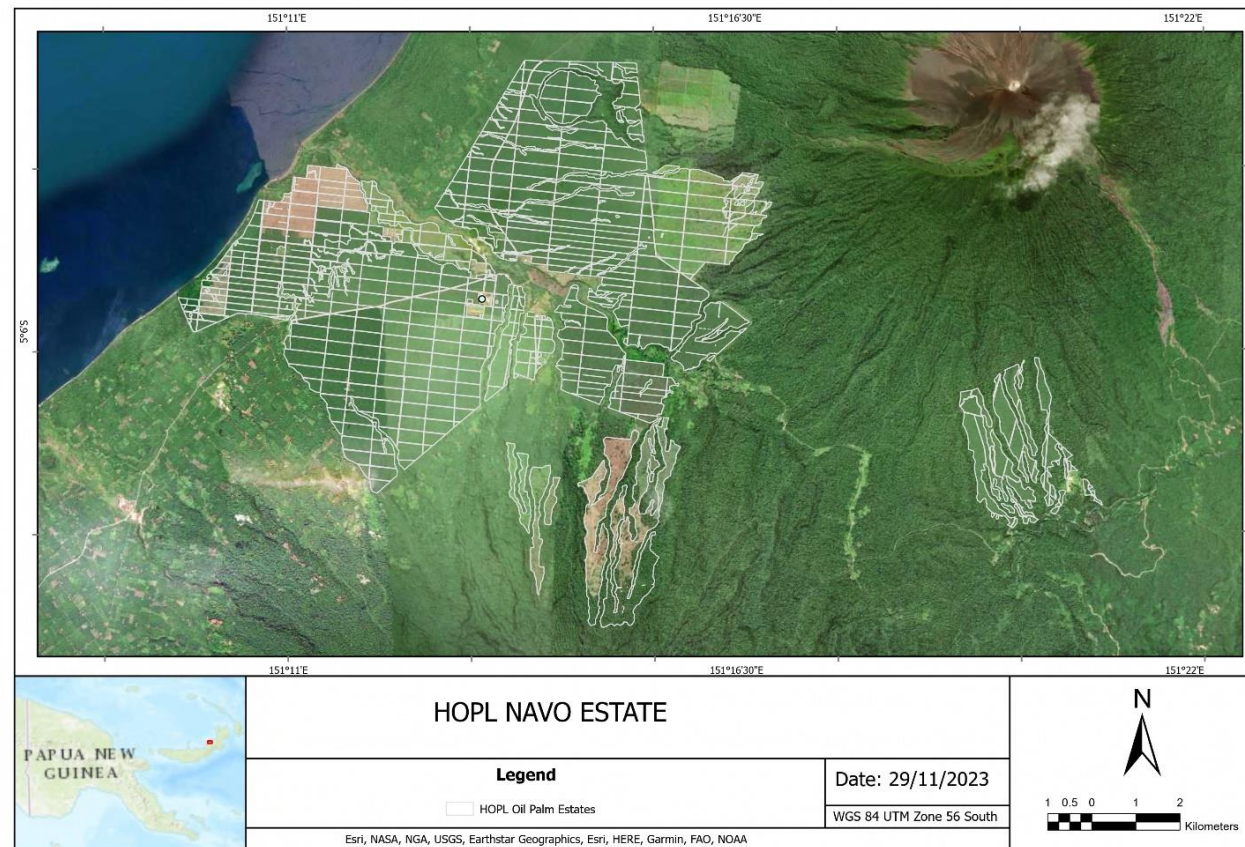 151°11'E 151°16'30"E 151°22'E
5°6'S
151°11'E 151°16'30"E 151°22'E
PAPUA NEW
GUINEA
HOPL NAVO ESTATE
Legend
HOPL Oil Palm Estates
Esri, NASA, NGA, USGS, Earthstar Geographics, Esri, HERE, Garmin, FAO, NOAA
Date: 29/11/2023
WGS 84 UTM Zone 56 South
N
1 0.5 0 1 2
Kilometers